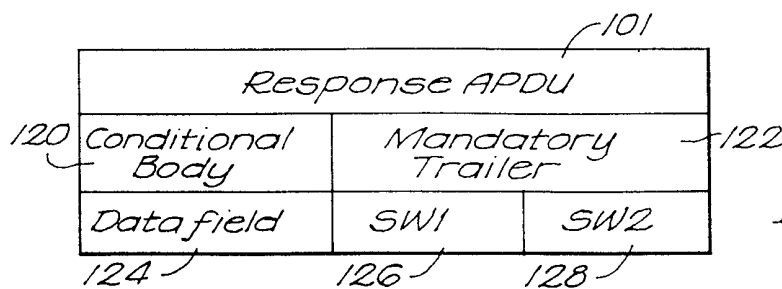 101
Response APDU
120 Conditional Body
Mandatory Trailer
122
Data field
SW1
SW2
124
126
128